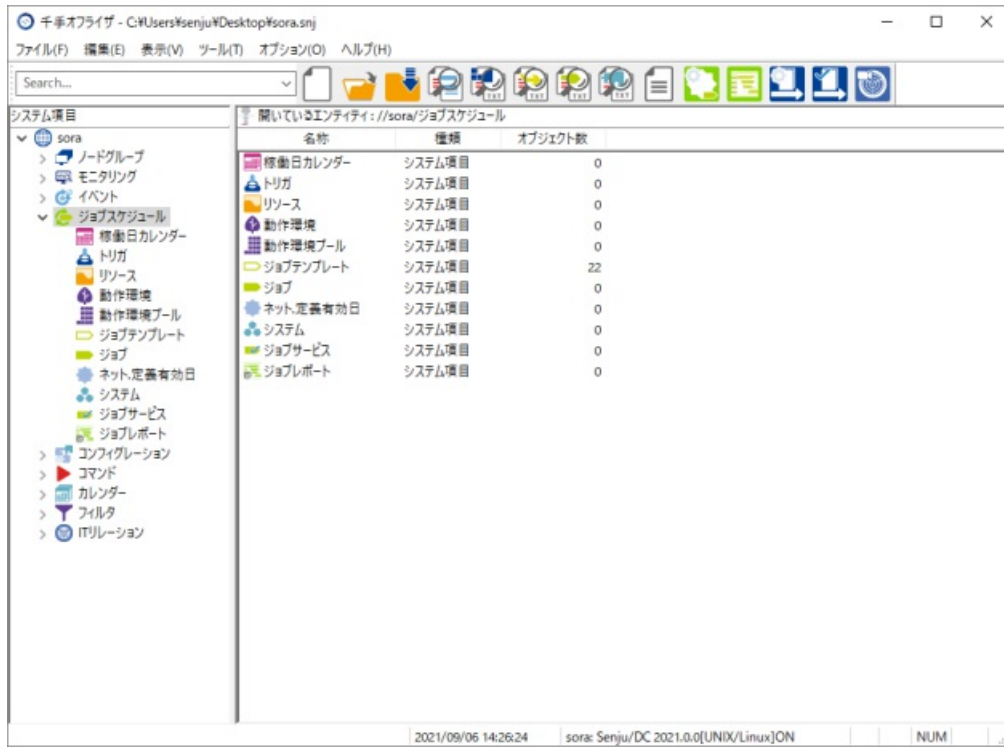 千手オフライザ - C:¥Users¥senju¥Desktop¥sora.snj
ファイル(F) 編集(E) 表示(V) ツール(T) オプション(O) ヘルプ(H)
Search...
システム項目
sora
ノードグループ
モニタリング
イベント
ジョブスケジュール
稼働日カレンダー
トリガ
リソース
動作環境
動作環境プール
ジョブテンプレート
ジョブ
ネット,定義有効日
システム
ジョブサービス
ジョブレポート
コンフィグレーション
コマンド
カレンダー
フィルタ
ITリレーション
開いているエンティティ : //sora/ジョブスケジュール
名称 種類 オブジェクト数
稼働日カレンダー システム項目 0
トリガ システム項目 0
リソース システム項目 0
動作環境 システム項目 0
動作環境プール システム項目 0
ジョブテンプレート システム項目 22
ジョブ システム項目 0
ネット,定義有効日 システム項目 0
システム システム項目 0
ジョブサービス システム項目 0
ジョブレポート システム項目 0
2021/09/06 14:26:24 sora: Senju/DC 2021.0.0[UNIX/Linux]ON NUM